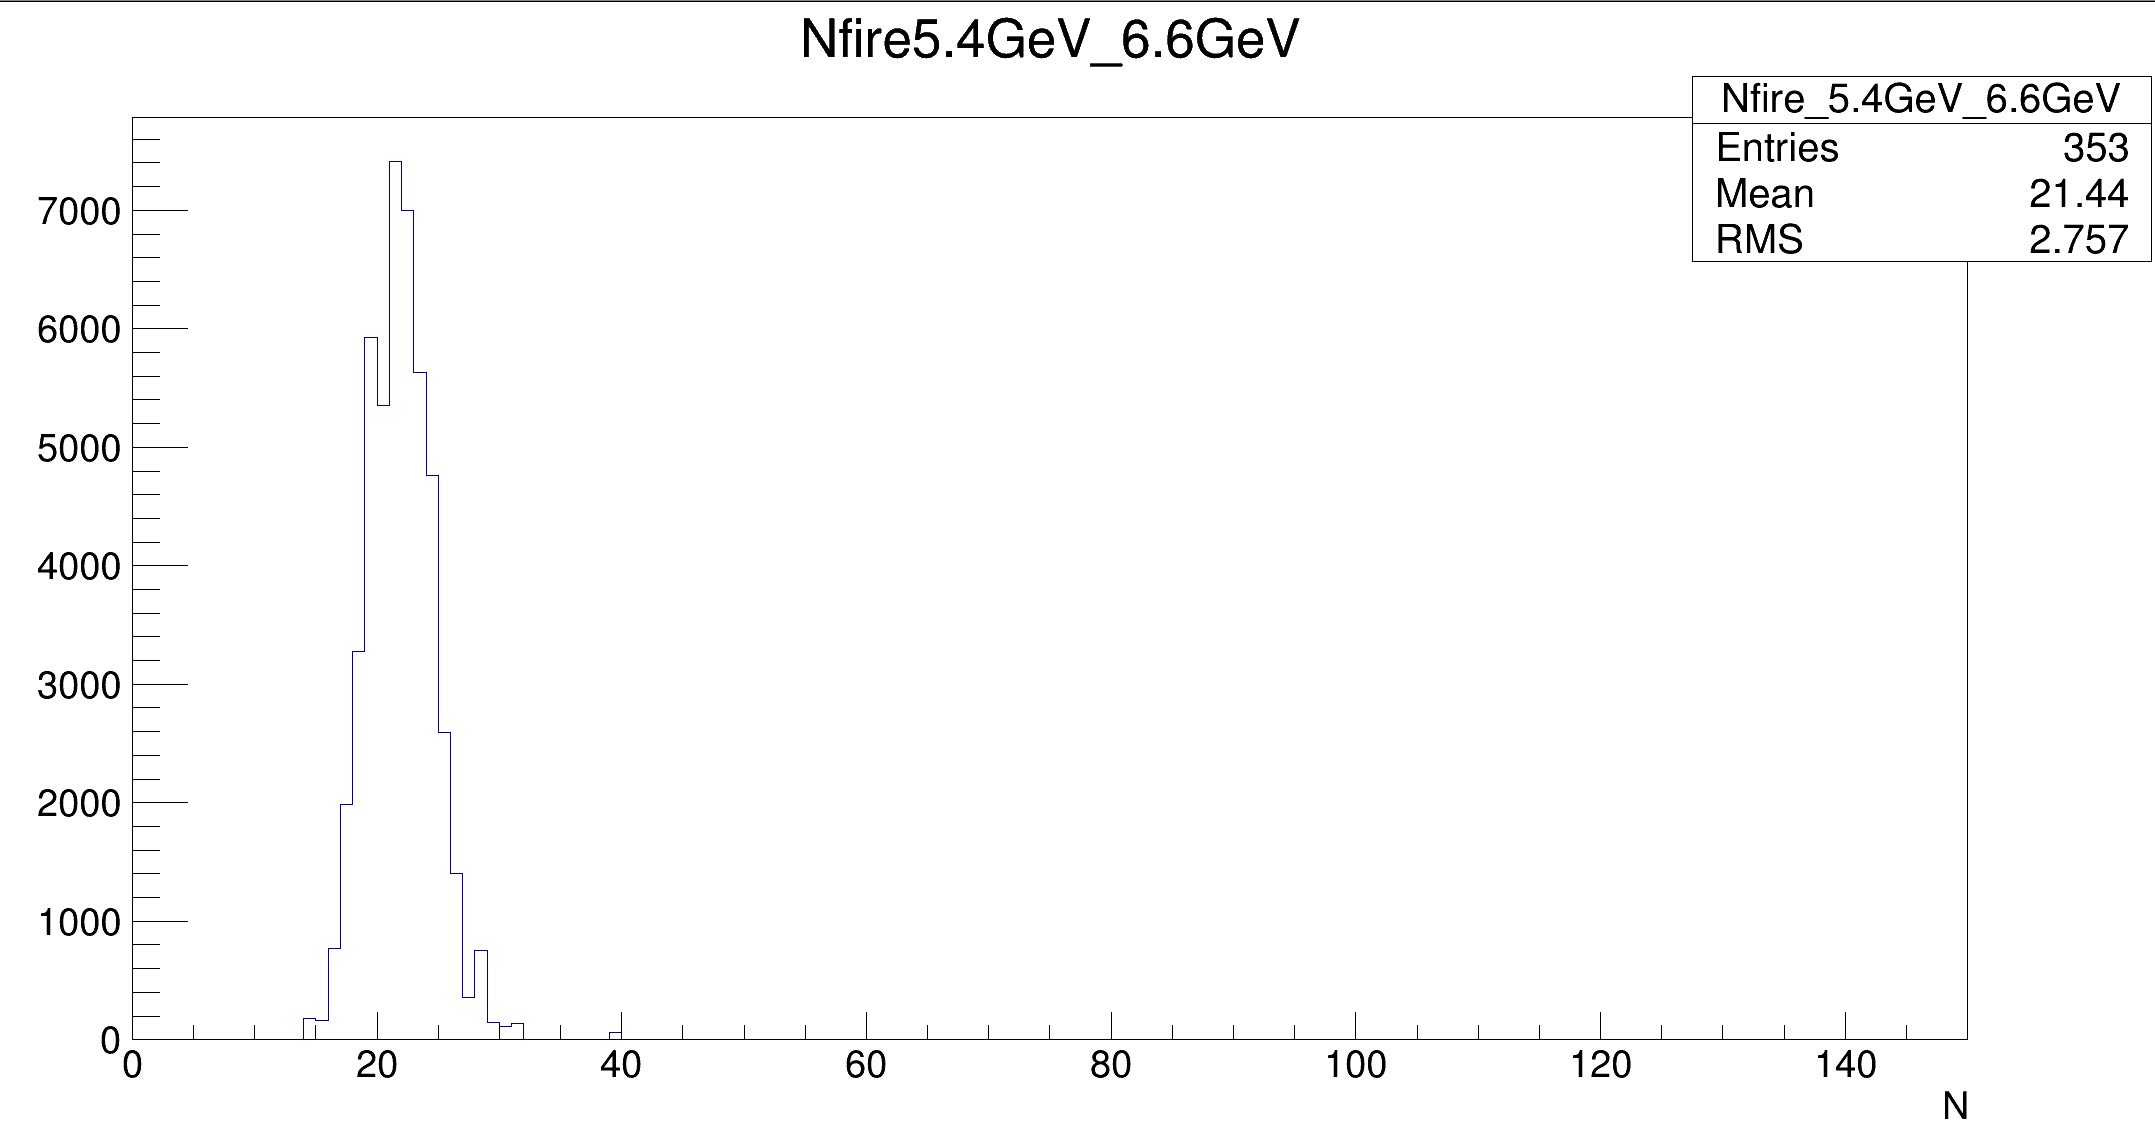 Nfire5.4GeV_6.6GeV
Nfire_5.4GeV_6.6GeV
Entries 353
Mean 21.44
RMS 2.757
7000
6000
5000
4000
3000
2000
1000
0
0 20 40 60 80 100 120 140
N